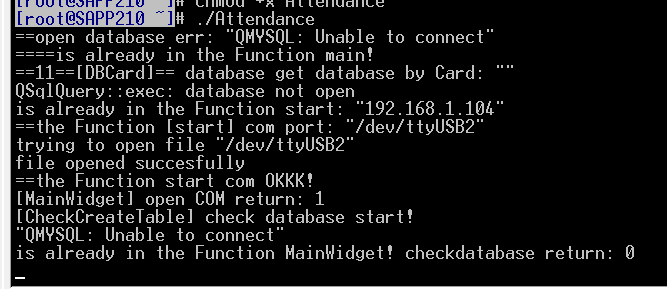 [root@SAPP210 ~]# chmod +x Attendance
[root@SAPP210 ~]# ./Attendance
==open database err: "QMYSQL: Unable to connect"
====is already in the Function main!
==11==[DBCard]== database get database by Card: ""
QSqlQuery::exec: database not open
is already in the Function start: "192.168.1.104"
==the Function [start] com port: "/dev/ttyUSB2"
trying to open file "/dev/ttyUSB2"
file opened succesfully
==the Function start com OKKK!
[MainWidget] open COM return: 1
[CheckCreateTable] check database start!
"QMYSQL: Unable to connect"
is already in the Function MainWidget! checkdatabase return: 0